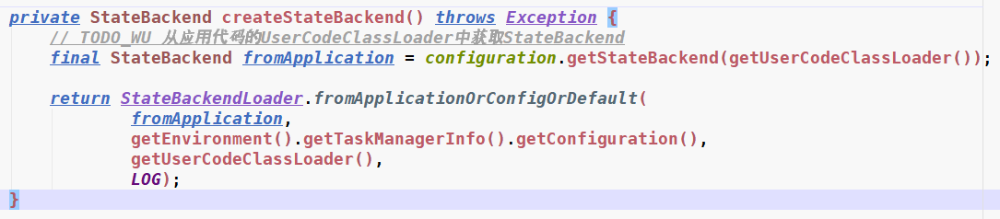 private StateBackend createStateBackend() throws Exception {
// TODO_WU 从应用代码的UserCodeClassLoader中获取StateBackend
final StateBackend fromApplication = configuration.getStateBackend(getUserCodeClassLoader());
return StateBackendLoader.fromApplicationOrConfigOrDefault(
fromApplication,
getEnvironment().getTaskManagerInfo().getConfiguration(),
getUserCodeClassLoader(),
LOG);
}